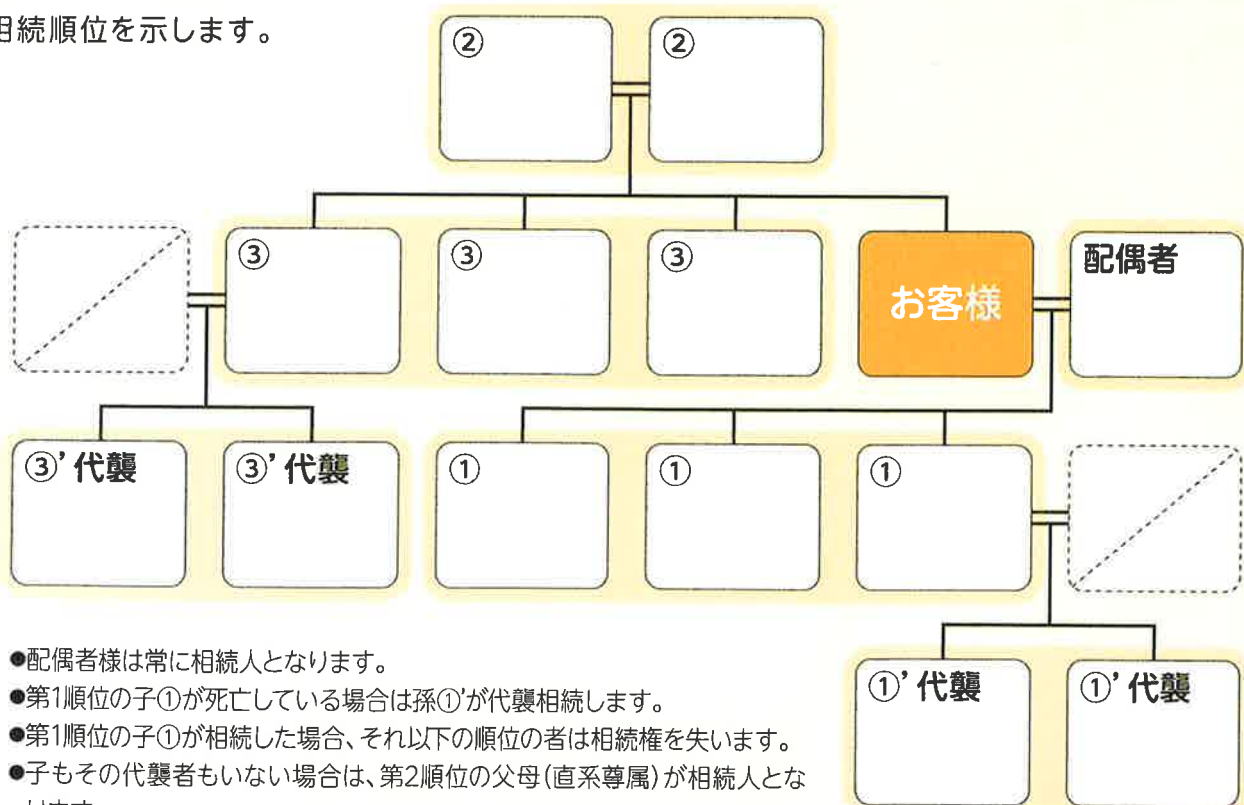 相続順位を示します。
② ②
③ ③ ③ お客様 配偶者
③’代襲 ③’代襲 ① ① ①
●配偶者様は常に相続人となります。
●第1順位の子①が死亡している場合は孫①’が代襲相続します。
●第1順位の子①が相続した場合、それ以下の順位の者は相続権を失います。
●子もその代襲者もいない場合は、第2順位の父母(直系尊属)が相続人とな
ります。
①’代襲 ①’代襲